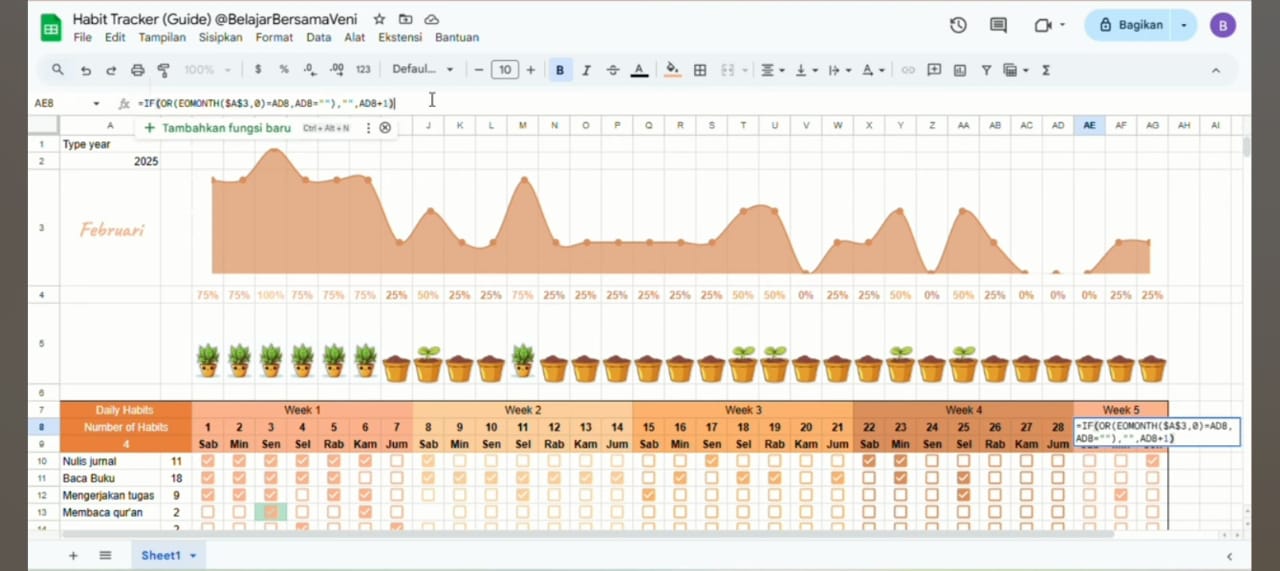 Habit Tracker (Guide) @BelajarBersamaVeni
File Edit Tampilan Sisipkan Format Data Alat Ekstensi Bantuan
Bagikan
B
100% $ % .0 .00 123 Defaul... − 10 + B I S A
AE8 fx =IF(OR(EOMONTH($A$3,0)=AD8,AD8=""),"",AD8+1)
+ Tambahkan fungsi baru Ctrl+Alt+N
A J K L M N O P Q R S T U V W X Y Z AA AB AC AD AE AF AG AH AI
1 Type year
2 2025
3 Februari
4 75% 75% 100% 75% 75% 75% 25% 50% 25% 25% 75% 25% 25% 25% 25% 25% 25% 50% 50% 0% 25% 25% 50% 0% 50% 25% 0% 0% 0% 25% 25%
5
6
7 Daily Habits Week 1 Week 2 Week 3 Week 4 Week 5
8 Number of Habits 1 2 3 4 5 6 7 8 9 10 11 12 13 14 15 16 17 18 19 20 21 22 23 24 25 26 27 28 =IF(OR(EOMONTH($A$3,0)=AD8,
AD8=""),"",AD8+1)
9 4 Sab Min Sen Sel Rab Kam Jum Sab Min Sen Sel Rab Kam Jum Sab Min Sen Sel Rab Kam Jum Sab Min Sen Sel Rab Kam Jum
10 Nulis jurnal 11
11 Baca Buku 18
12 Mengerjakan tugas 9
13 Membaca qur'an 2
14 2
+ Sheet1